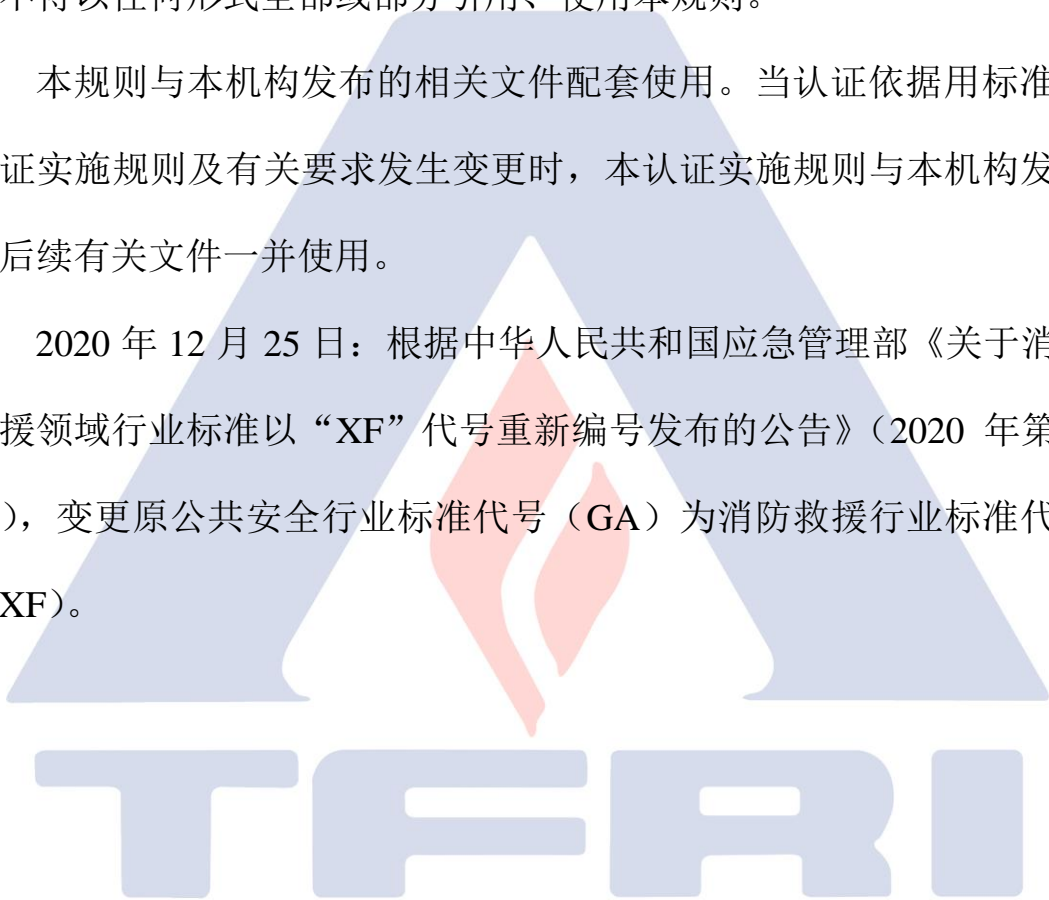 不得以任何形式全部或部分引用、使用本规则。
本规则与本机构发布的相关文件配套使用。当认证依据用标准
证实施规则及有关要求发生变更时，本认证实施规则与本机构发
后续有关文件一并使用。
2020 年 12 月 25 日：根据中华人民共和国应急管理部《关于消
援领域行业标准以“XF”代号重新编号发布的公告》（2020 年第
），变更原公共安全行业标准代号（GA）为消防救援行业标准代
XF）。
TFRI